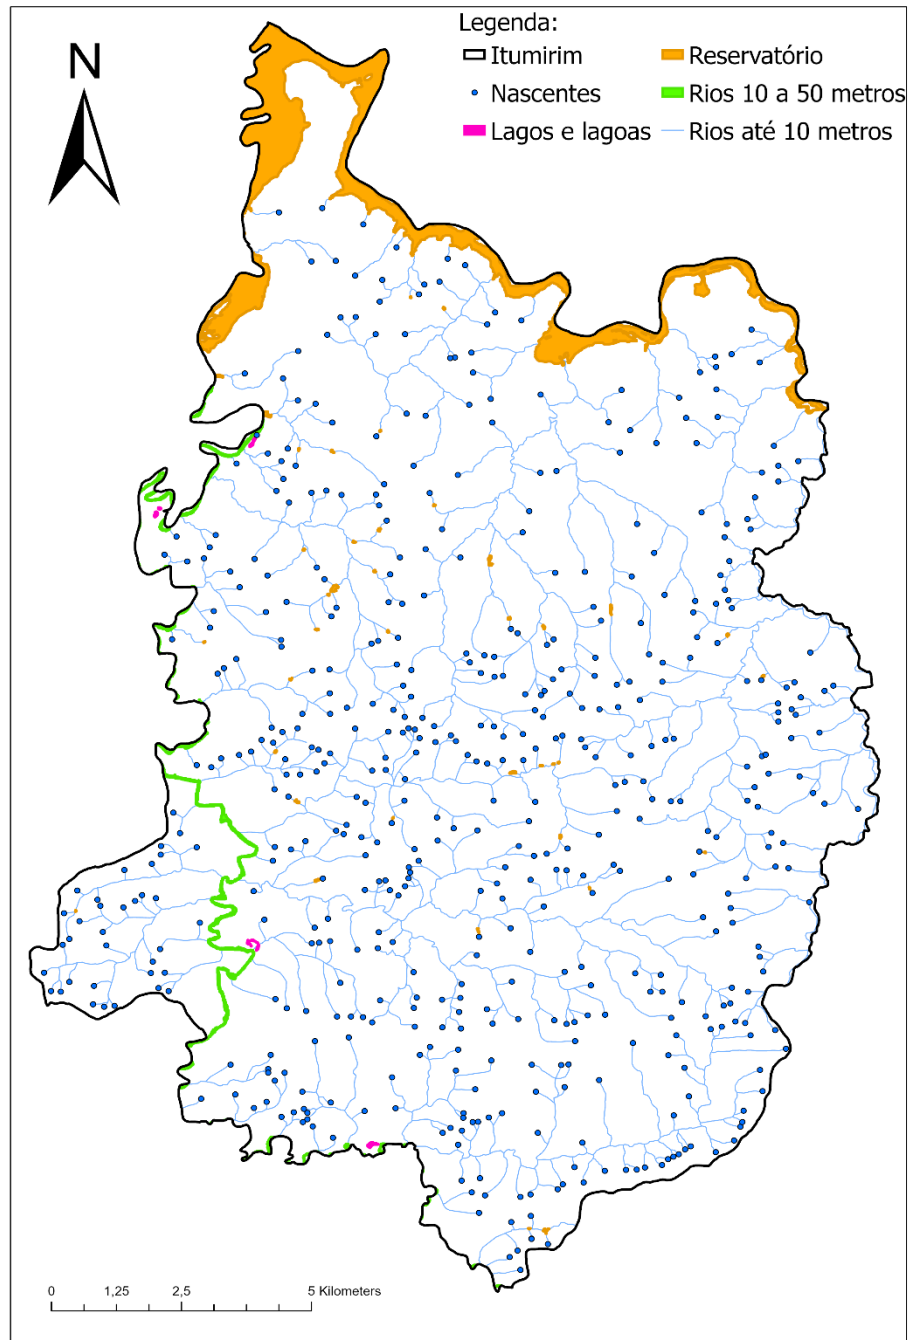 Legenda:
Itumirim
Reservatório
Nascentes
Rios 10 a 50 metros
Lagos e lagoas
Rios até 10 metros
N
0 1,25 2,5 5 Kilometers